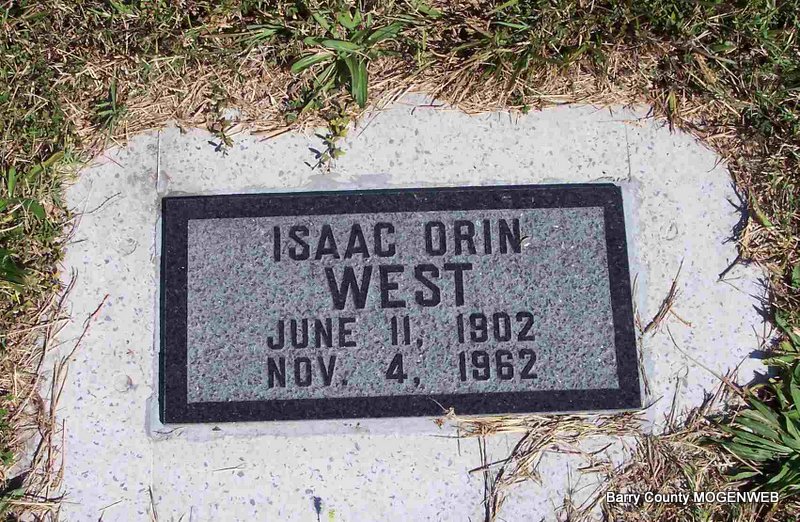 ISAAC ORIN
WEST
JUNE 11, 1902
NOV. 4, 1962
Barry County MOGENWEB